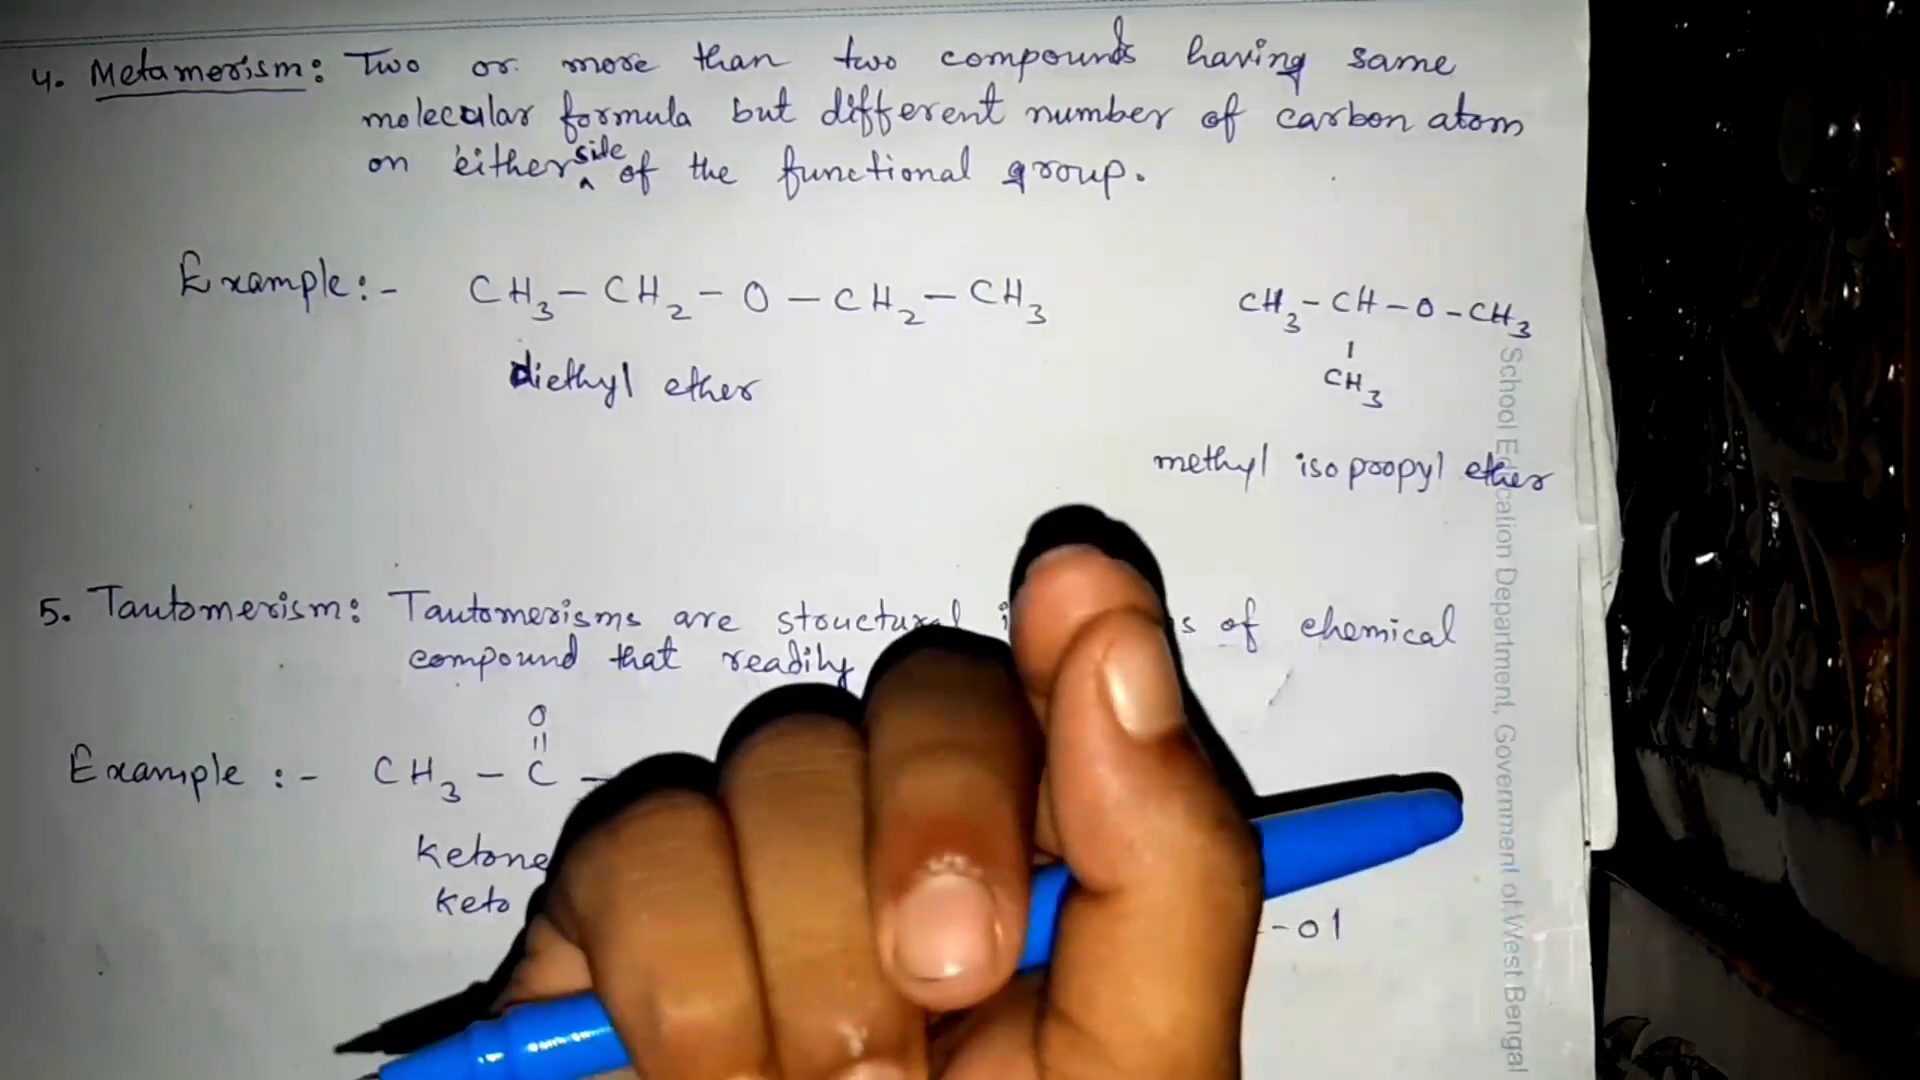 4. Metamerism: Two or more than two compounds having same
molecular formula but different number of carbon atom
on either side of the functional group.
Example:- CH3-CH2-O-CH2-CH3
diethyl ether
CH3-CH-O-CH3
CH3
methyl isopropyl ether
5. Tautomerism: Tautomerisms are structural of chemical
compound that readily
O
Example :- CH3-C-
ketone
keto
-01
School Education Department, Government of West Bengal